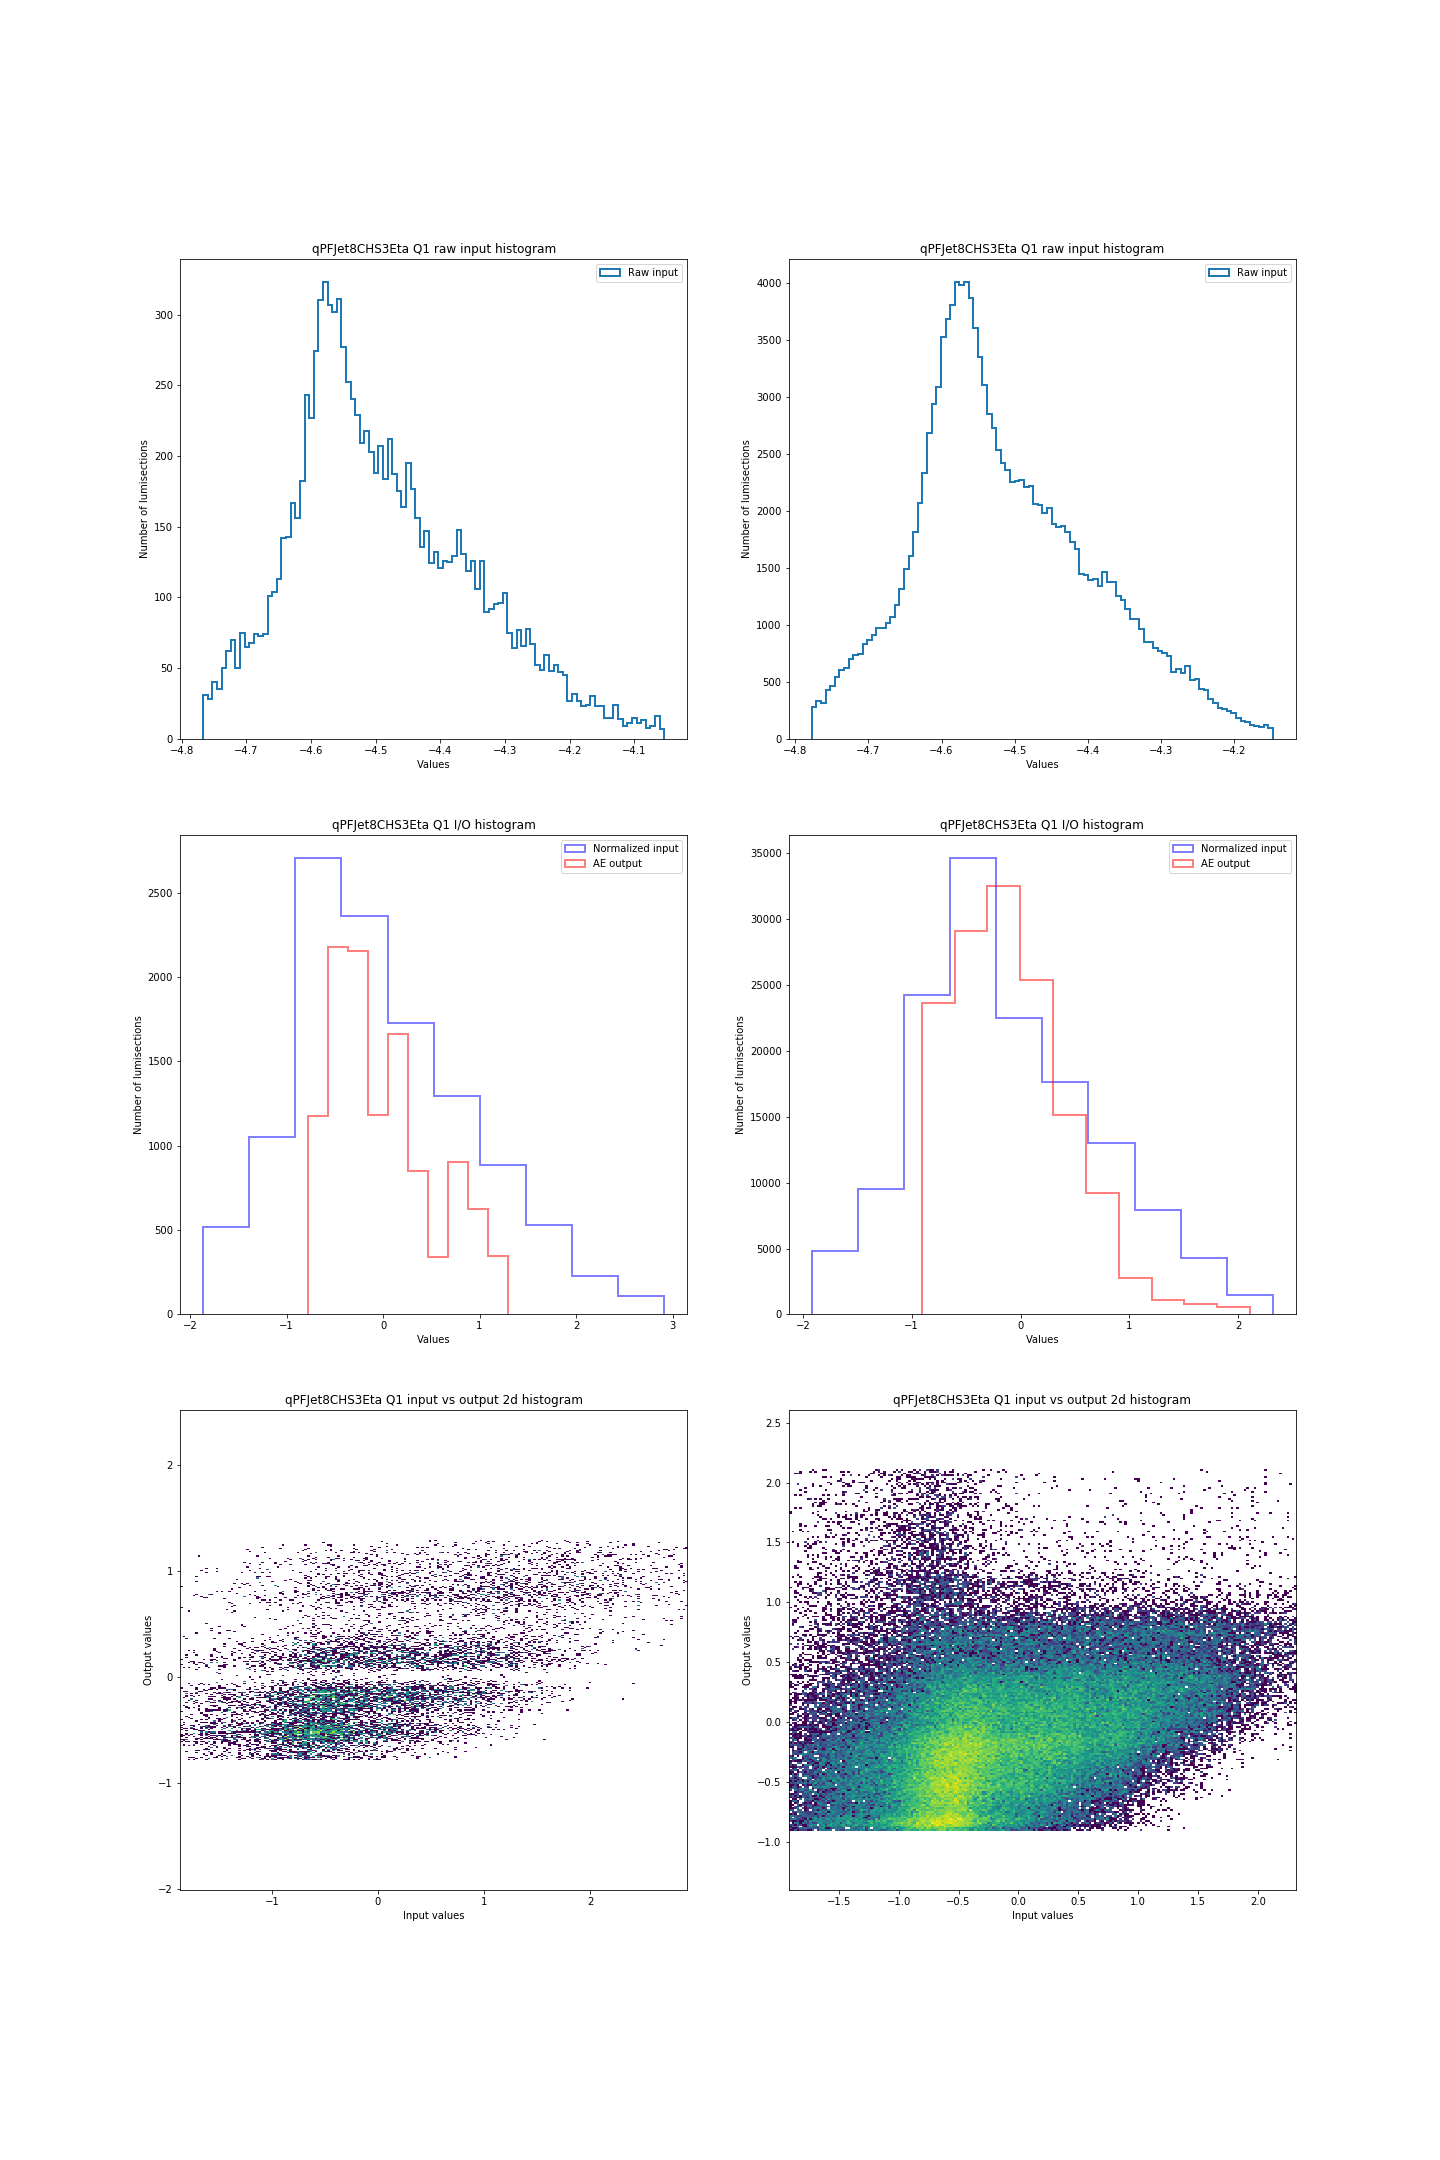 qPFJet8CHS3Eta Q1 raw input histogram
Raw input
300
250
200
150
100
50
0
Number of lumisections
−4.8 −4.7 −4.6 −4.5 −4.4 −4.3 −4.2 −4.1
Values
qPFJet8CHS3Eta Q1 raw input histogram
Raw input
4000
3500
3000
2500
2000
1500
1000
500
0
Number of lumisections
−4.8 −4.7 −4.6 −4.5 −4.4 −4.3 −4.2
Values
qPFJet8CHS3Eta Q1 I/O histogram
Normalized input
AE output
2500
2000
1500
1000
500
0
Number of lumisections
−2 −1 0 1 2 3
Values
qPFJet8CHS3Eta Q1 I/O histogram
Normalized input
AE output
35000
30000
25000
20000
15000
10000
5000
0
Number of lumisections
−2 −1 0 1 2
Values
qPFJet8CHS3Eta Q1 input vs output 2d histogram
2
1
0
−1
−2
Output values
−1 0 1 2
Input values
qPFJet8CHS3Eta Q1 input vs output 2d histogram
2.5
2.0
1.5
1.0
0.5
0.0
−0.5
−1.0
Output values
−1.5 −1.0 −0.5 0.0 0.5 1.0 1.5 2.0
Input values